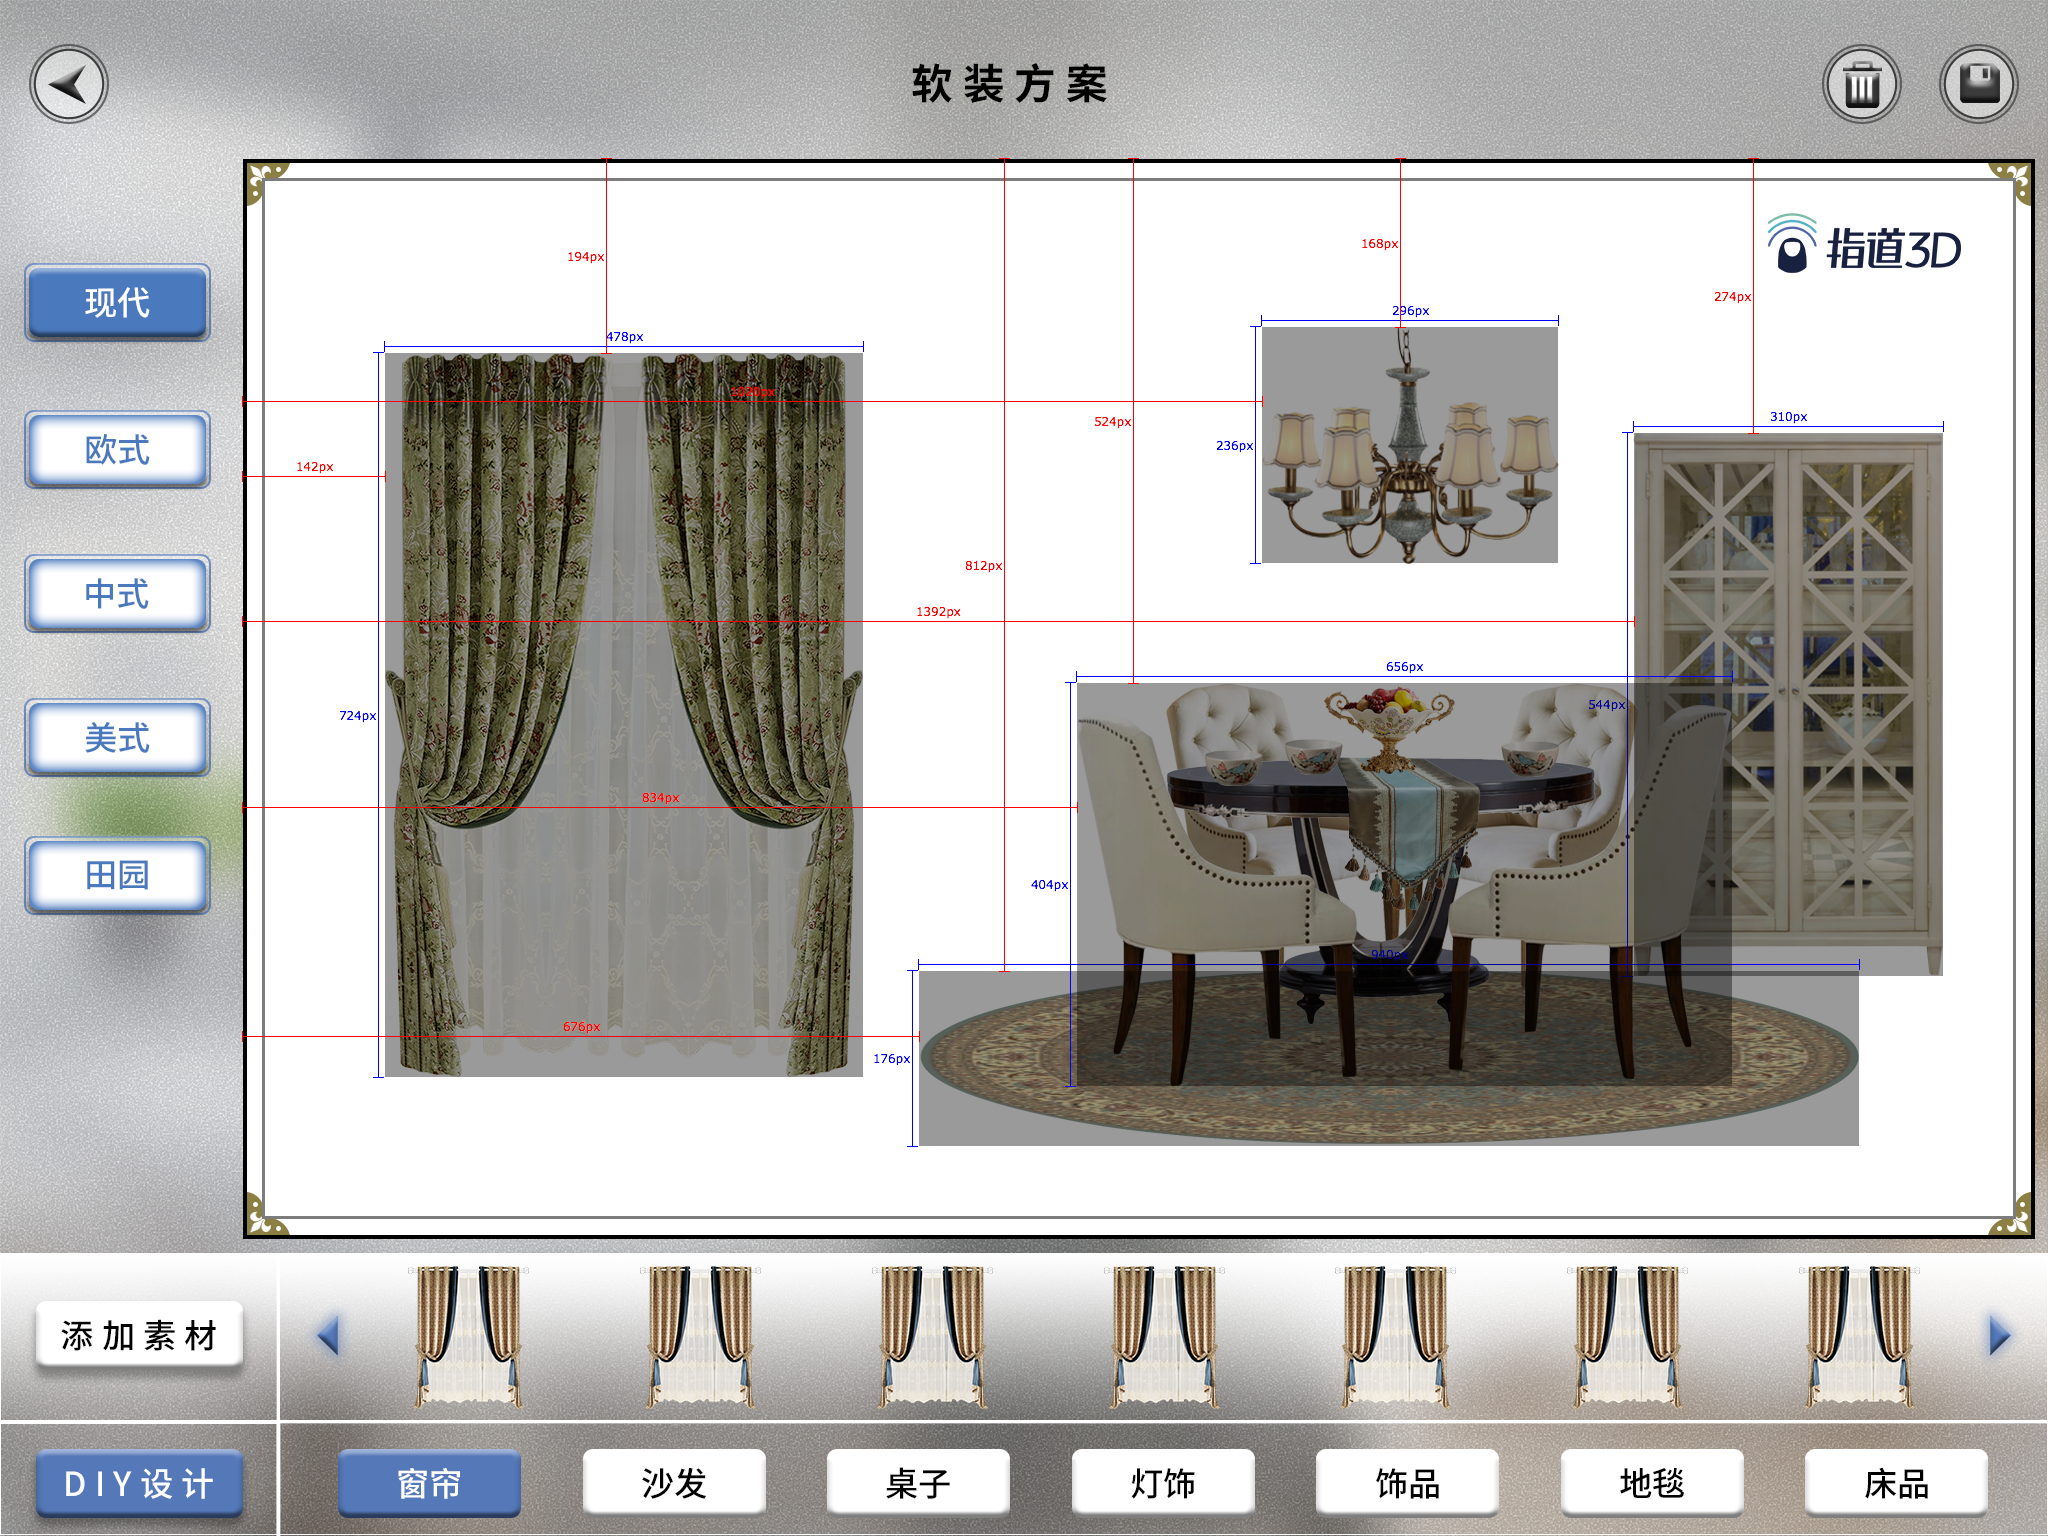 软装方案
指道3D
194px
168px
274px
296px
478px
1020px
310px
524px
236px
142px
812px
1392px
656px
544px
724px
834px
404px
940px
676px
176px
现代
欧式
中式
美式
田园
添加素材
DIY设计
窗帘
沙发
桌子
灯饰
饰品
地毯
床品